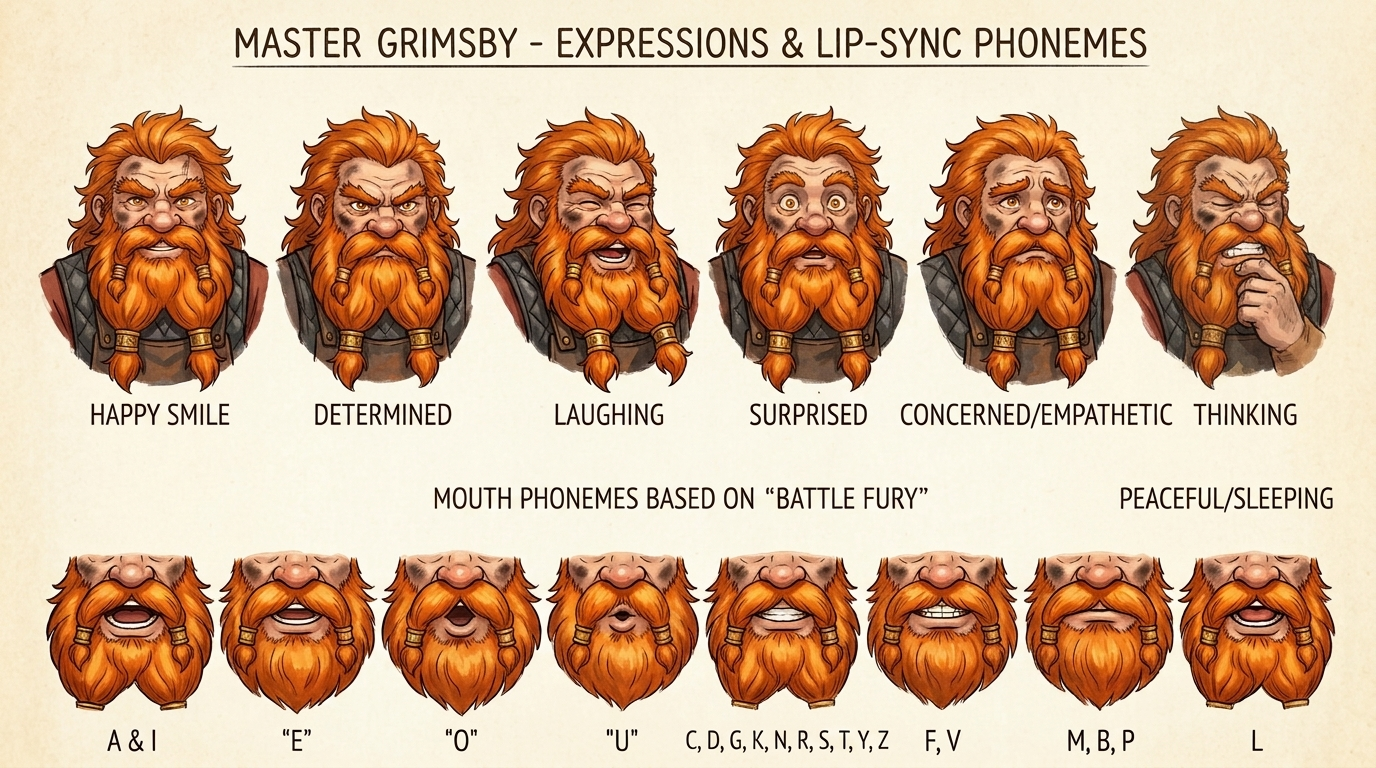 MASTER GRIMSBY - EXPRESSIONS & LIP-SYNC PHONEMES
HAPPY SMILE
DETERMINED
LAUGHING
SURPRISED
CONCERNED/EMPATHETIC
THINKING
MOUTH PHONEMES BASED ON “BATTLE FURY”
PEACEFUL/SLEEPING
A & I
“E”
"O"
"U"
C, D, G, K, N, R, S, T, Y, Z
F, V
M, B, P
L